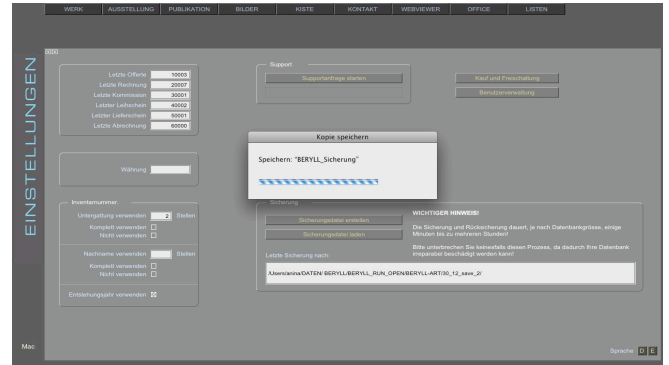 WERK AUSSTELLUNG PUBLIKATION BILDER KISTE KONTAKT WEBVIEWER OFFICE LISTEN
EINSTELLUNGEN
Letzte Offerte 10003
Letzte Rechnung 20007
Letzte Kommission 30001
Letzter Leihschein 40002
Letzter Lieferschein 50001
Letzte Abrechnung 60000
Support
Supportanfrage starten
Kauf und Freischaltung
Benutzerverwaltung
Kopie speichern
Speichern: "BERYLL_Sicherung"
Währung
Inventarnummer
Untergattung verwenden 2 Stellen
Komplett verwenden
Nicht verwenden
Nachname verwenden Stellen
Komplett verwenden
Nicht verwenden
Entstehungsjahr verwenden
Sicherung
Sicherungsdatei erstellen
Sicherungsdatei laden
WICHTIGER HINWEIS!
Die Sicherung und Rücksicherung dauert, je nach Datenbankgrösse, einige
Minuten bis zu mehreren Stunden!
Bitte unterbrechen Sie keinesfalls diesen Prozess, da dadurch Ihre Datenbank
irreparabel beschädigt werden kann!
Letzte Sicherung nach:
/Users/anina/DATEN/ BERYLL/BERYLL_RUN_OPEN/BERYLL-ART/30_12_save_2/
Mac
Sprache D E